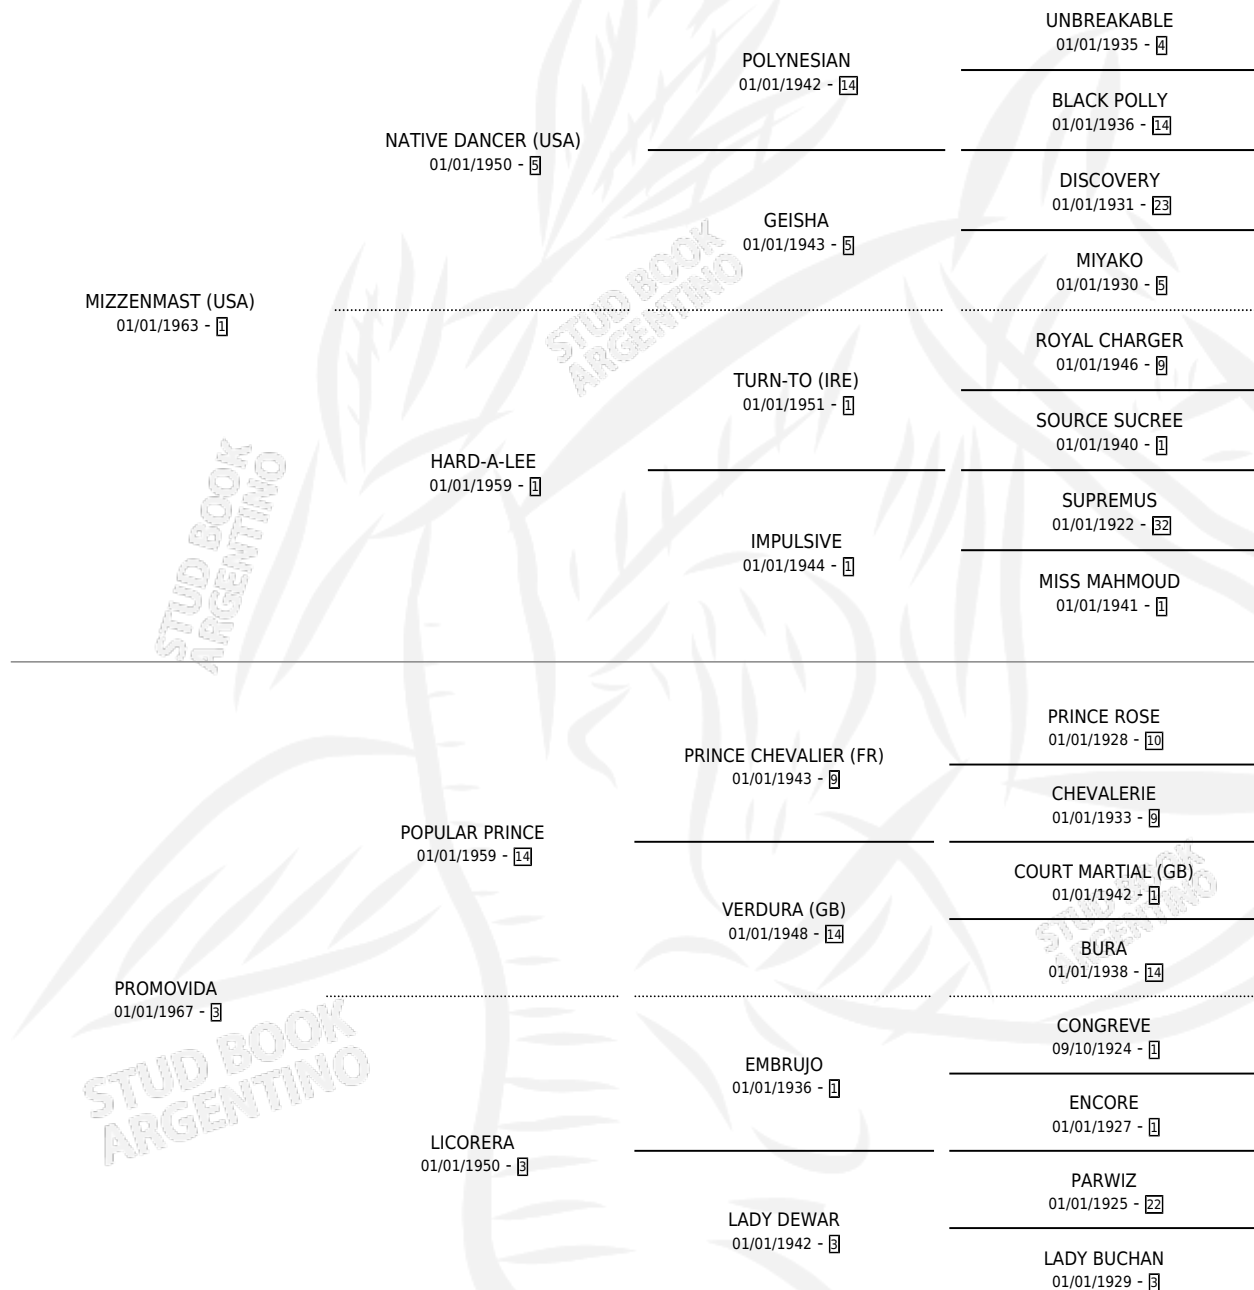 UNBREAKABLE
01/01/1935 - 4
POLYNESIAN
01/01/1942 - 14
BLACK POLLY
01/01/1936 - 14
NATIVE DANCER (USA)
01/01/1950 - 5
DISCOVERY
01/01/1931 - 23
GEISHA
01/01/1943 - 5
MIYAKO
01/01/1930 - 5
MIZZENMAST (USA)
01/01/1963 - 1
ROYAL CHARGER
01/01/1946 - 9
TURN-TO (IRE)
01/01/1951 - 1
SOURCE SUCREE
01/01/1940 - 1
HARD-A-LEE
01/01/1959 - 1
SUPREMUS
01/01/1922 - 32
IMPULSIVE
01/01/1944 - 1
MISS MAHMOUD
01/01/1941 - 1
PRINCE ROSE
01/01/1928 - 10
PRINCE CHEVALIER (FR)
01/01/1943 - 9
CHEVALERIE
01/01/1933 - 9
POPULAR PRINCE
01/01/1959 - 14
COURT MARTIAL (GB)
01/01/1942 - 1
VERDURA (GB)
01/01/1948 - 14
BURA
01/01/1938 - 14
PROMOVIDA
01/01/1967 - 3
CONGREVE
09/10/1924 - 1
EMBRUJO
01/01/1936 - 1
ENCORE
01/01/1927 - 1
LICORERA
01/01/1950 - 3
PARWIZ
01/01/1925 - 22
LADY DEWAR
01/01/1942 - 3
LADY BUCHAN
01/01/1929 - 3
STUD BOOK
ARGENTINO
STUD BOOK
ARGENTINO
STUD BOOK
ARGENTINO
STUD BOOK
ARGENTINO